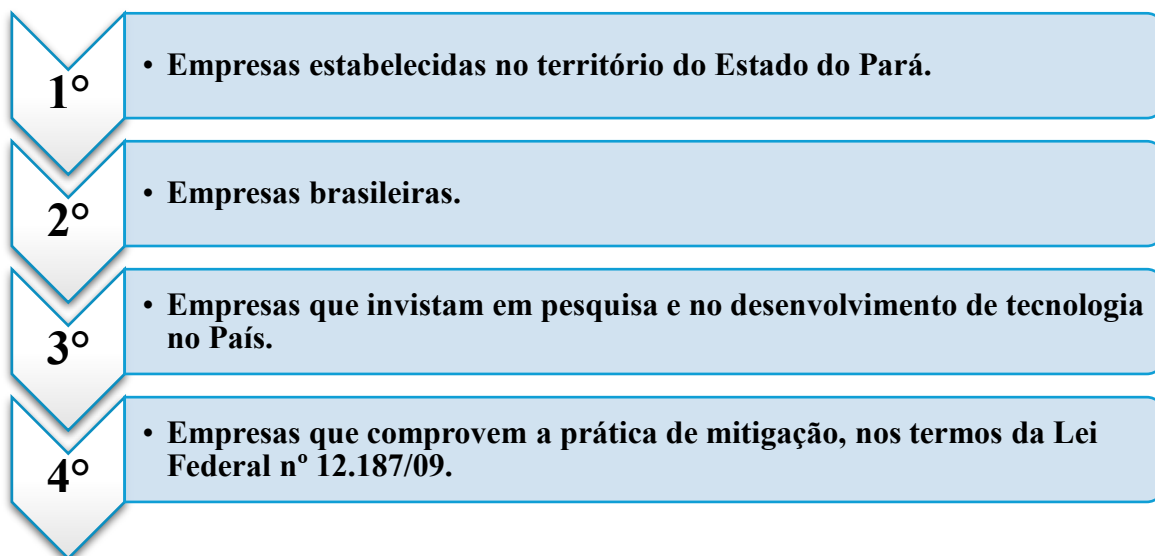 1°
• Empresas estabelecidas no território do Estado do Pará.
2°
• Empresas brasileiras.
3°
• Empresas que invistam em pesquisa e no desenvolvimento de tecnologia
no País.
4°
• Empresas que comprovem a prática de mitigação, nos termos da Lei
Federal nº 12.187/09.